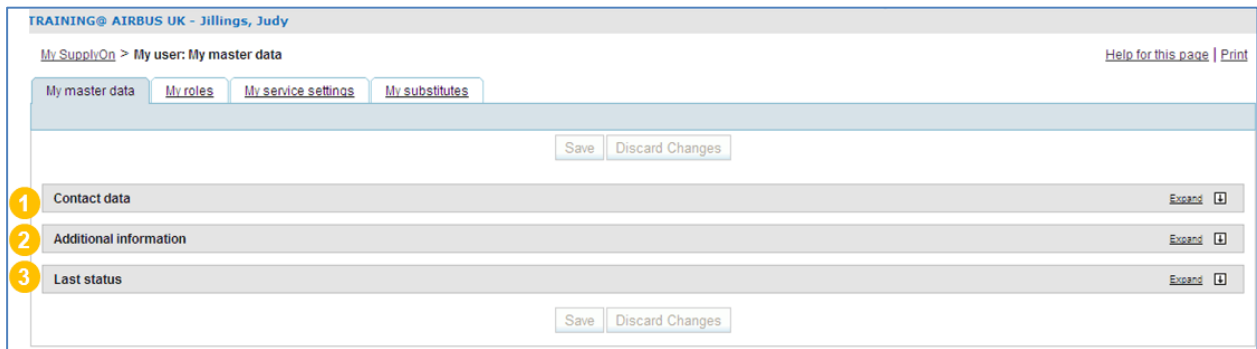 TRAINING@ AIRBUS UK - Jillings, Judy
My SupplyOn > My user: My master data Help for this page | Print
My master data My roles My service settings My substitutes
Save Discard Changes
1 Contact data Expand
2 Additional information Expand
3 Last status Expand
Save Discard Changes